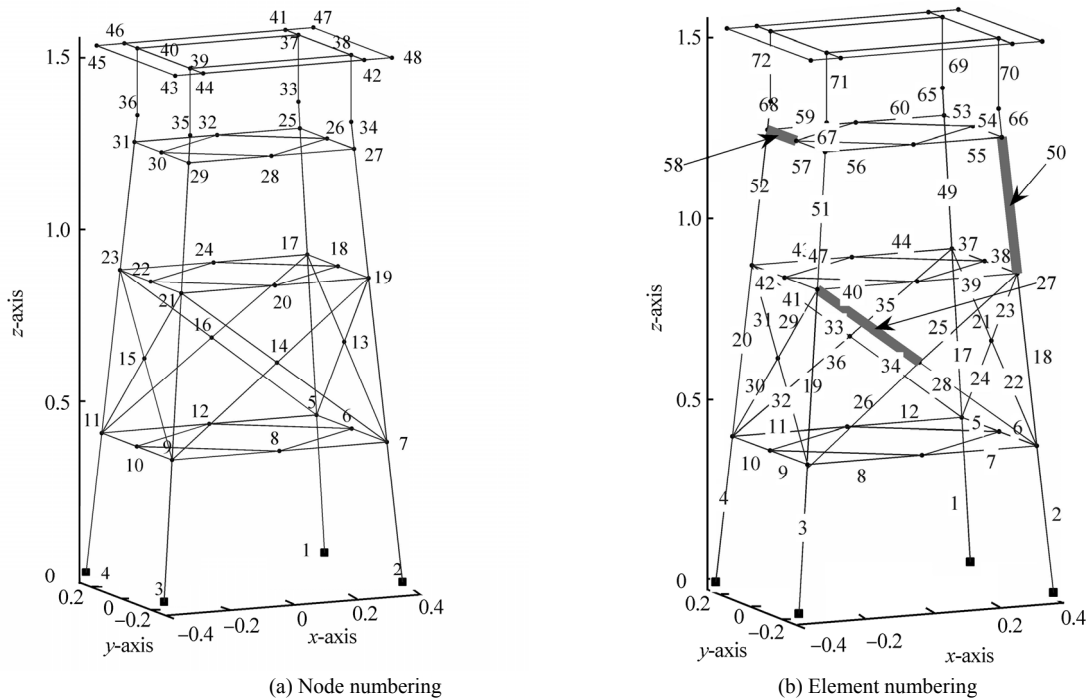 41 47
46 40 37 38
1.5 45 39 48
43 44 42
33
36
35 32 25 26 34
31 27
30 29 28
1.0
24 17 18
23 22 19
21 20
16 14 13
15
0.5
12 5 6
11 9 8 7
10
1
0 4 3 2
0.2 0 −0.2 −0.4 −0.2 0 0.2 0.4
y-axis x-axis
z-axis
(a) Node numbering
1.5
72 71 69 70
68 59 60 65 53 54 66
67
58 57 56 55 50
52 51 49
1.0
47 44 37 38
42 41 40 35 39 27
31 29 33 25 21 23
20 36 34 17 18
30 19 28 24 22
32 26
0.5
11 12 5 6
10 9 8 7
4 3 1 2
0
0.2 0 −0.2 −0.4 −0.2 0 0.2 0.4
y-axis x-axis
z-axis
(b) Element numbering